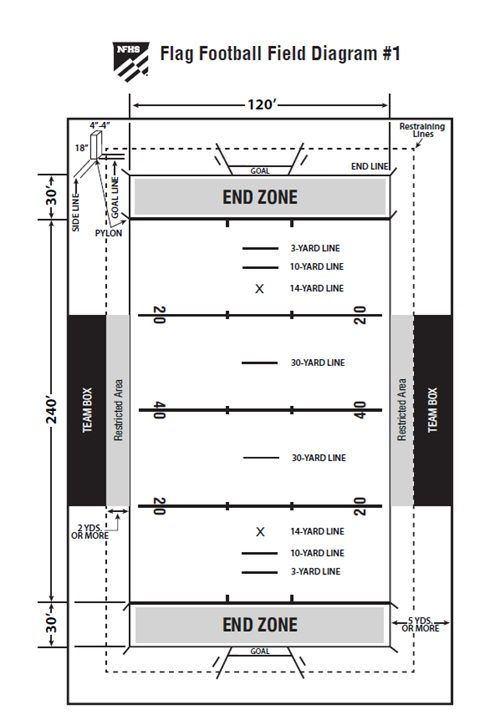 NFHS
Flag Football Field Diagram #1
120'
4"-4"
18"
Restraining
Lines
GOAL
END LINE
30'
SIDE LINE
GOAL LINE
END ZONE
PYLON
3-YARD LINE
10-YARD LINE
X
14-YARD LINE
20
20
30-YARD LINE
TEAM BOX
Restricted Area
240'
40
40
Restricted Area
TEAM BOX
30-YARD LINE
20
20
2 YDS.
OR MORE
X
14-YARD LINE
10-YARD LINE
3-YARD LINE
30'
END ZONE
5 YDS.
OR MORE
GOAL